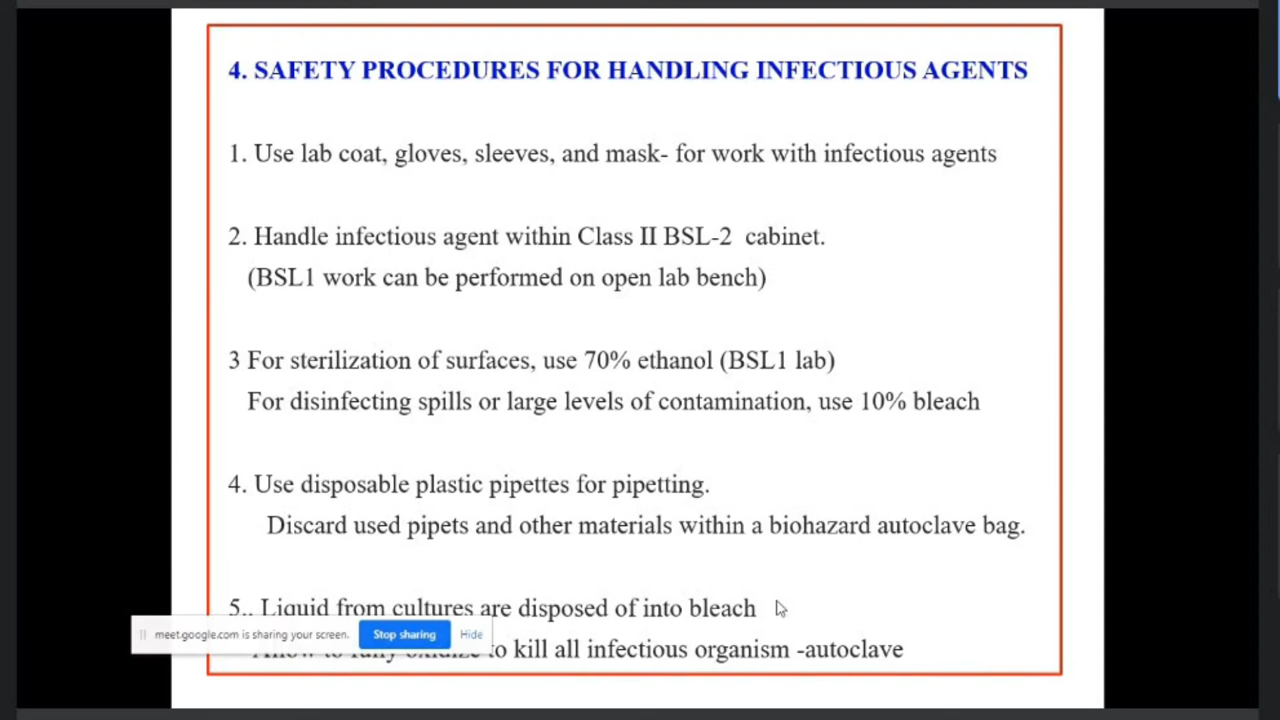 4. SAFETY PROCEDURES FOR HANDLING INFECTIOUS AGENTS
1. Use lab coat, gloves, sleeves, and mask- for work with infectious agents
2. Handle infectious agent within Class II BSL-2 cabinet.
(BSL1 work can be performed on open lab bench)
3 For sterilization of surfaces, use 70% ethanol (BSL1 lab)
For disinfecting spills or large levels of contamination, use 10% bleach
4. Use disposable plastic pipettes for pipetting.
Discard used pipets and other materials within a biohazard autoclave bag.
5.. Liquid from cultures are disposed of into bleach
meet.google.com is sharing your screen. Stop sharing Hide
to kill all infectious organism -autoclave